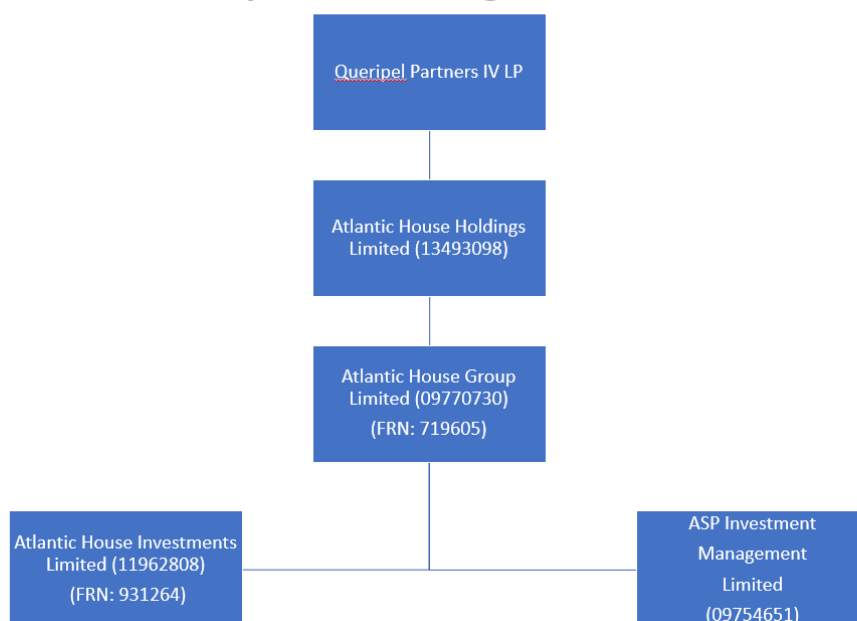 Queripel Partners IV LP
Atlantic House Holdings
Limited (13493098)
Atlantic House Group
Limited (09770730)
(FRN: 719605)
Atlantic House Investments
Limited (11962808)
(FRN: 931264)
ASP Investment
Management
Limited
(09754651)